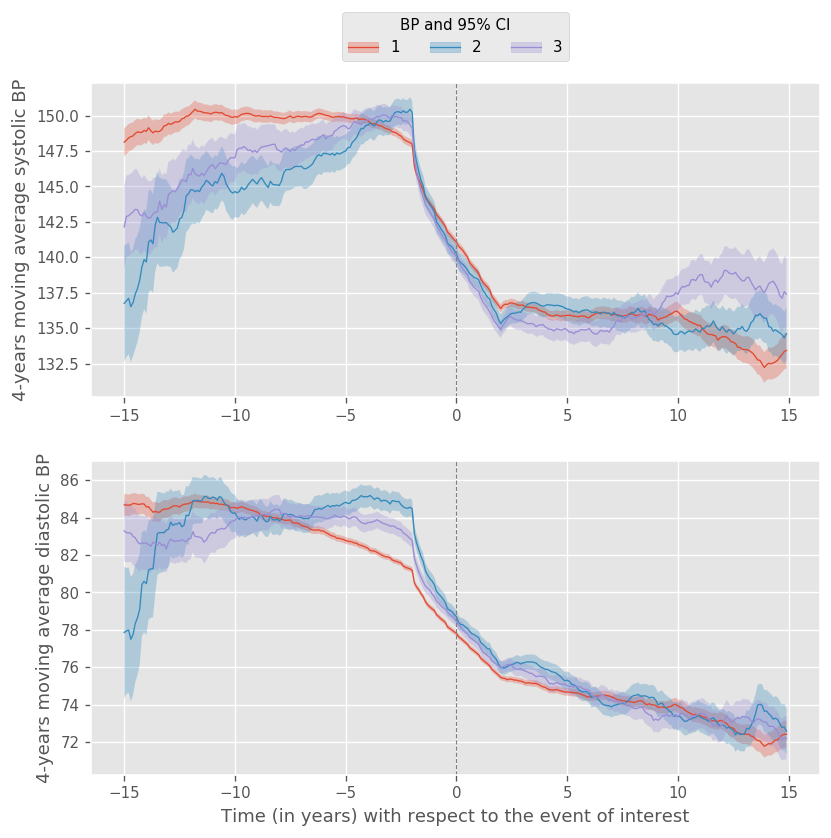 BP and 95% CI
1 2 3
4-years moving average systolic BP
150.0
147.5
145.0
142.5
140.0
137.5
135.0
132.5
−15 −10 −5 0 5 10 15
4-years moving average diastolic BP
86
84
82
80
78
76
74
72
−15 −10 −5 0 5 10 15
Time (in years) with respect to the event of interest